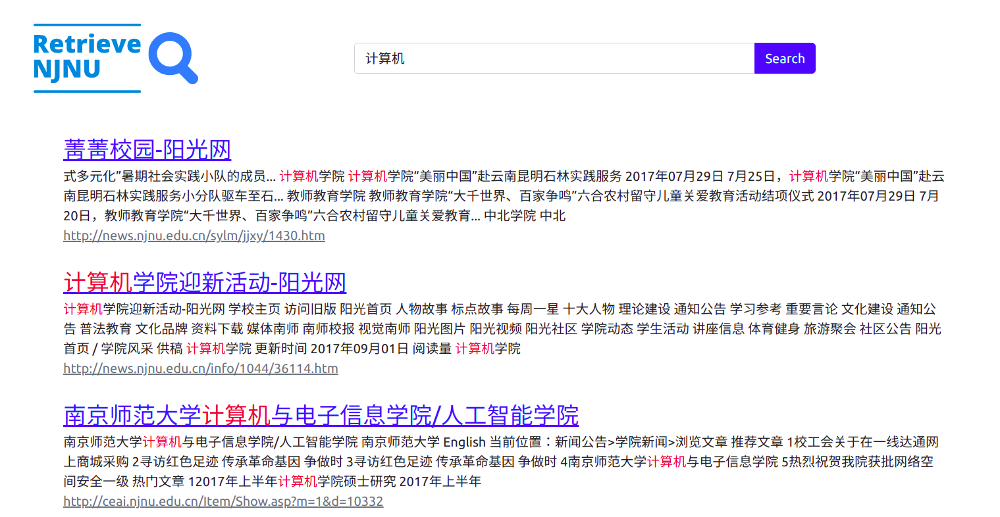 Retrieve
NJNU
计算机
Search
菁菁校园-阳光网
式多元化”暑期社会实践小队的成员... 计算机学院 计算机学院“美丽中国”赴云南昆明石林实践服务 2017年07月29日 7月25日，计算机学院“美丽中国”赴云
南昆明石林实践服务小分队驱车至石... 教师教育学院 教师教育学院“大千世界、百家争鸣”六合农村留守儿童关爱教育活动结项仪式 2017年07月29日 7月
20日，教师教育学院“大千世界、百家争鸣”六合农村留守儿童关爱教育... 中北学院 中北
http://news.njnu.edu.cn/sylm/jjxy/1430.htm
计算机学院迎新活动-阳光网
计算机学院迎新活动-阳光网 学校主页 访问旧版 阳光首页 人物故事 标点故事 每周一星 十大人物 理论建设 通知公告 学习参考 重要言论 文化建设 通知公
告 普法教育 文化品牌 资料下载 媒体南师 南师校报 视觉南师 阳光图片 阳光视频 阳光社区 学院动态 学生活动 讲座信息 体育健身 旅游聚会 社区公告 阳光
首页 / 学院风采 供稿 计算机学院 更新时间 2017年09月01日 阅读量 计算机学院
http://news.njnu.edu.cn/info/1044/36114.htm
南京师范大学计算机与电子信息学院/人工智能学院
南京师范大学计算机与电子信息学院/人工智能学院 南京师范大学 English 当前位置：新闻公告>学院新闻>浏览文章 推荐文章 1校工会关于在一线达通网
上商城采购 2寻访红色足迹 传承革命基因 争做时 3寻访红色足迹 传承革命基因 争做时 4南京师范大学计算机与电子信息学院 5热烈祝贺我院获批网络空
间安全一级 热门文章 12017年上半年计算机学院硕士研究 2017年上半年
http://ceai.njnu.edu.cn/Item/Show.asp?m=1&d=10332